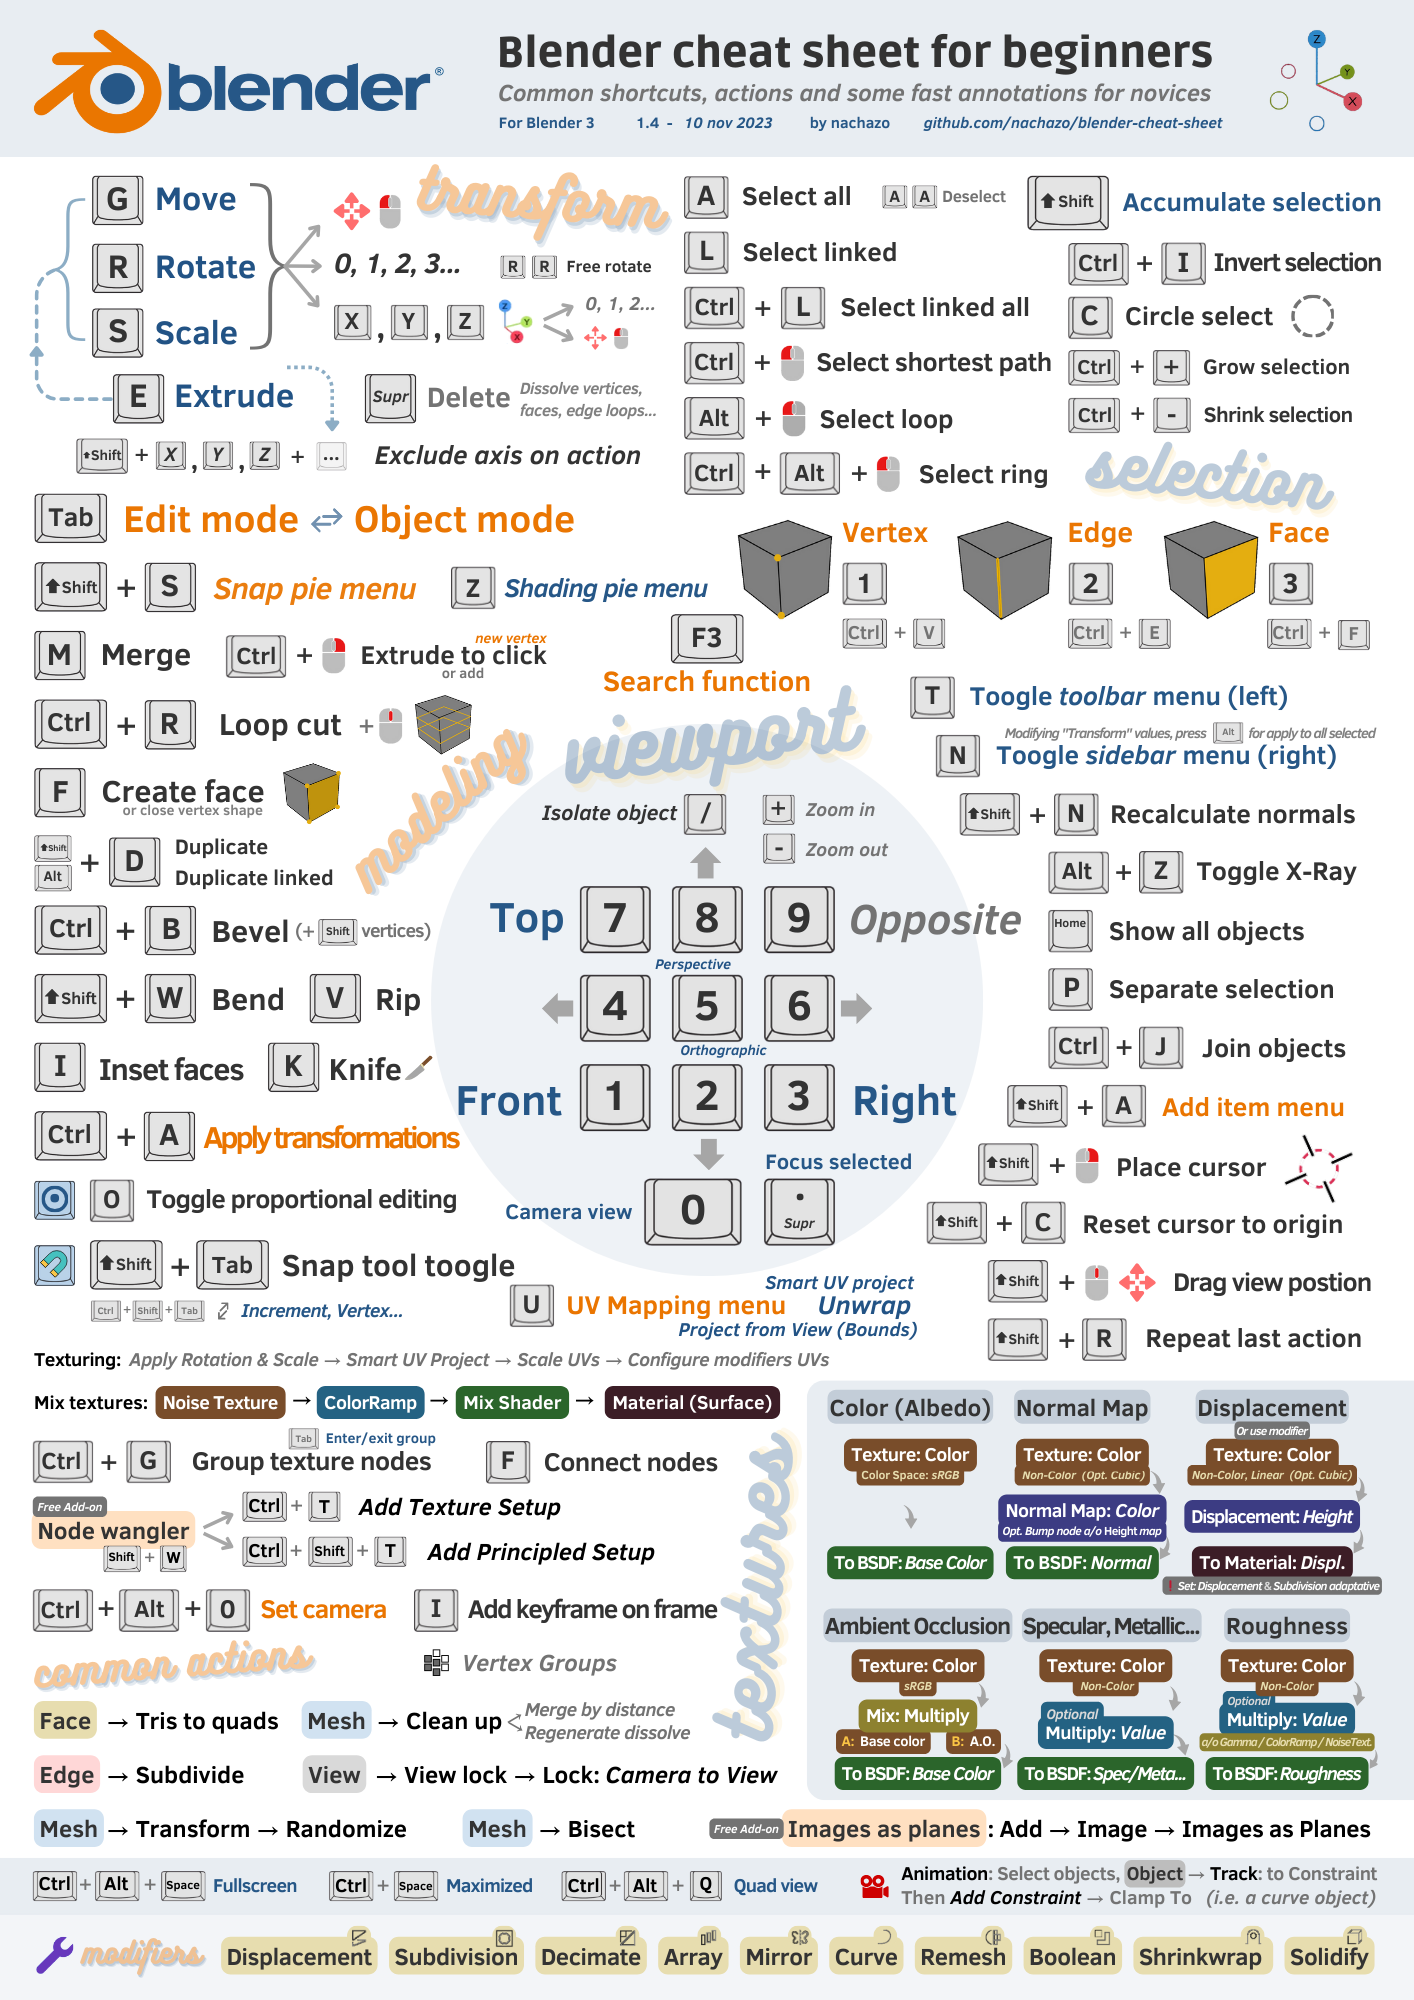 blender®
Blender cheat sheet for beginners
Common shortcuts, actions and some fast annotations for novices
For Blender 3 1.4 - 10 nov 2023 by nachazo github.com/nachazo/blender-cheat-sheet
Z
Y
X
transform
G Move
R Rotate
S Scale
0, 1, 2, 3...
R R Free rotate
X , Y , Z
Z
Y
X
0, 1, 2...
E Extrude
Supr Delete Dissolve vertices,
faces, edge loops...
Shift + X , Y , Z + ... Exclude axis on action
A Select all A A Deselect
Shift Accumulate selection
L Select linked
Ctrl + I Invert selection
Ctrl + L Select linked all
C Circle select
Ctrl + Select shortest path
Ctrl + + Grow selection
Alt + Select loop
Ctrl + - Shrink selection
Ctrl + Alt + Select ring
selection
Tab Edit mode ⇄ Object mode
Shift + S Snap pie menu
Z Shading pie menu
Vertex
1
Ctrl + V
Edge
2
Ctrl + E
Face
3
Ctrl + F
F3
Search function
M Merge
new vertex
Ctrl + Extrude to click
or add
Ctrl + R Loop cut +
F Create face
or close vertex shape
modeling
Shift
Alt
+ D
Duplicate
Duplicate linked
Ctrl + B Bevel (+ Shift vertices)
Shift + W Bend
V Rip
I Inset faces
K Knife
Ctrl + A Apply transformations
O Toggle proportional editing
Shift + Tab Snap tool toogle
Ctrl + Shift + Tab Increment, Vertex...
viewport
Isolate object /
+ Zoom in
- Zoom out
Top 7 8 9 Opposite
Perspective
4 5 6
Orthographic
Front 1 2 3 Right
Focus selected
Camera view 0 . Supr
T Toogle toolbar menu (left)
Modifying "Transform" values, press Alt for apply to all selected
N Toogle sidebar menu (right)
Shift + N Recalculate normals
Alt + Z Toggle X-Ray
Home Show all objects
P Separate selection
Ctrl + J Join objects
Shift + A Add item menu
Shift + Place cursor
Shift + C Reset cursor to origin
Shift + Drag view postion
Shift + R Repeat last action
Smart UV project
U UV Mapping menu Unwrap
Project from View (Bounds)
Texturing: Apply Rotation & Scale → Smart UV Project → Scale UVs → Configure modifiers UVs
Mix textures: Noise Texture → ColorRamp → Mix Shader → Material (Surface)
Tab Enter/exit group
Ctrl + G Group texture nodes
F Connect nodes
Free Add-on
Node wangler
Shift + W
Ctrl + T Add Texture Setup
Ctrl + Shift + T Add Principled Setup
Ctrl + Alt + 0 Set camera
I Add keyframe on frame
textures
Color (Albedo)
Texture: Color
Color Space: sRGB
To BSDF: Base Color
Normal Map
Texture: Color
Non-Color (Opt. Cubic)
Normal Map: Color
Opt. Bump node a/o Height map
To BSDF: Normal
Displacement
Or use modifier
Texture: Color
Non-Color, Linear (Opt. Cubic)
Displacement: Height
To Material: Displ.
! Set: Displacement & Subdivision adaptative
Ambient Occlusion
Texture: Color
sRGB
Mix: Multiply
A: Base color B: A.O.
To BSDF: Base Color
Specular, Metallic...
Texture: Color
Non-Color
Optional
Multiply: Value
To BSDF: Spec/Meta...
Roughness
Texture: Color
Non-Color
Optional
Multiply: Value
a/o Gamma / ColorRamp / NoiseText.
To BSDF: Roughness
common actions
Vertex Groups
Face → Tris to quads
Mesh → Clean up
Merge by distance
Regenerate dissolve
Edge → Subdivide
View → View lock → Lock: Camera to View
Mesh → Transform → Randomize
Mesh → Bisect
Free Add-on Images as planes : Add → Image → Images as Planes
Ctrl + Alt + Space Fullscreen
Ctrl + Space Maximized
Ctrl + Alt + Q Quad view
Animation: Select objects, Object → Track: to Constraint
Then Add Constraint → Clamp To (i.e. a curve object)
modifiers
Displacement Subdivision Decimate Array Mirror Curve Remesh Boolean Shrinkwrap Solidify